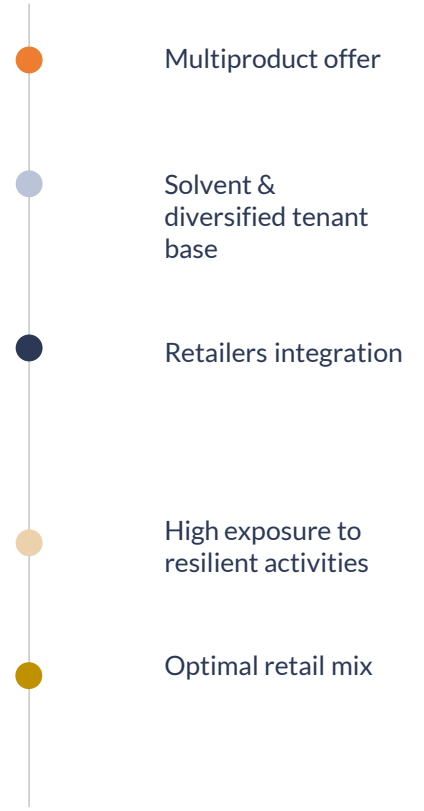 Multiproduct offer
Solvent &
diversified tenant
base
Retailers integration
High exposure to
resilient activities
Optimal retail mix